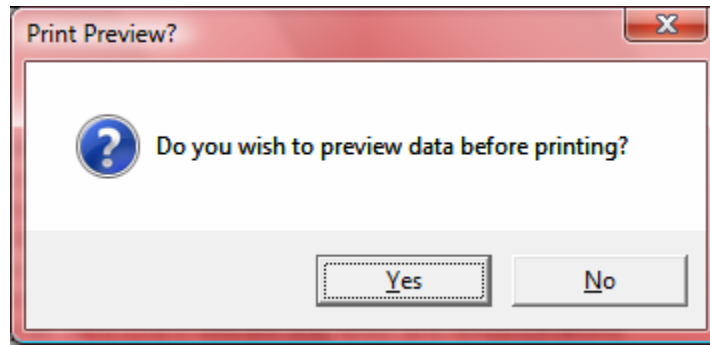 Print Preview?
Do you wish to preview data before printing?
Yes No